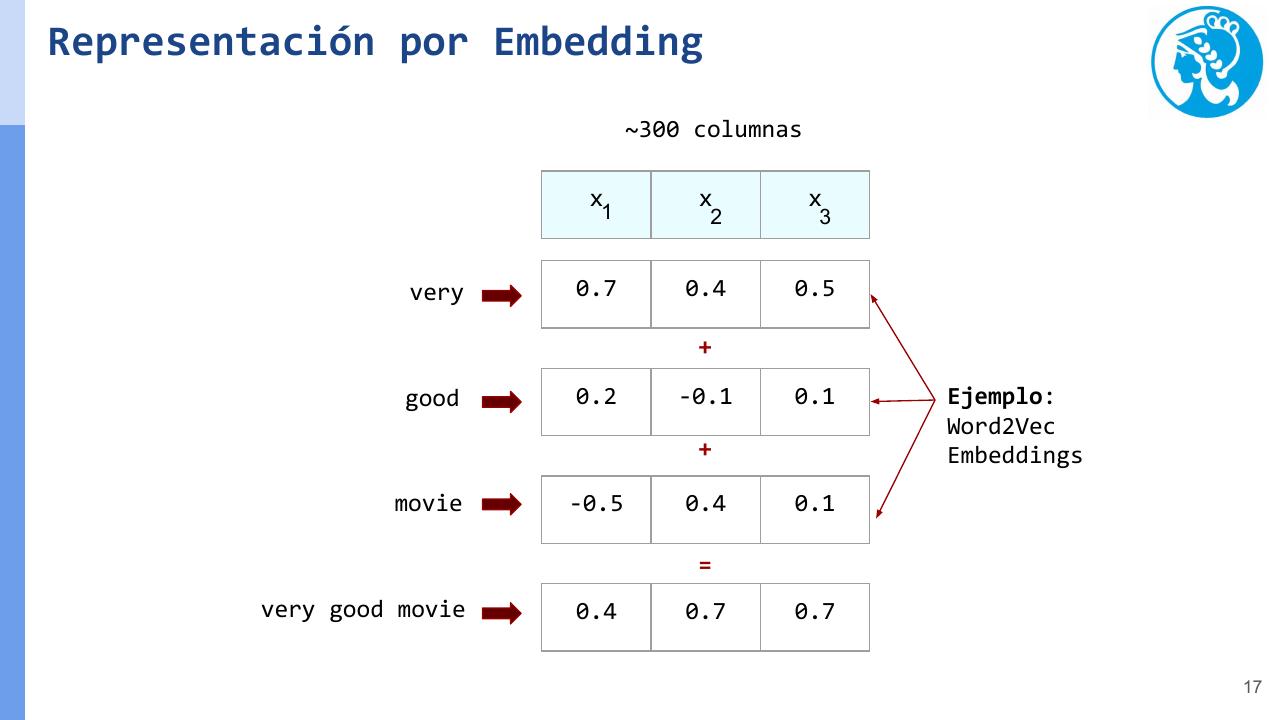 Representación por Embedding
~300 columnas
x1 x2 x3
very 0.7 0.4 0.5
+
good 0.2 -0.1 0.1
+
movie -0.5 0.4 0.1
=
very good movie 0.4 0.7 0.7
Ejemplo:
Word2Vec
Embeddings
17